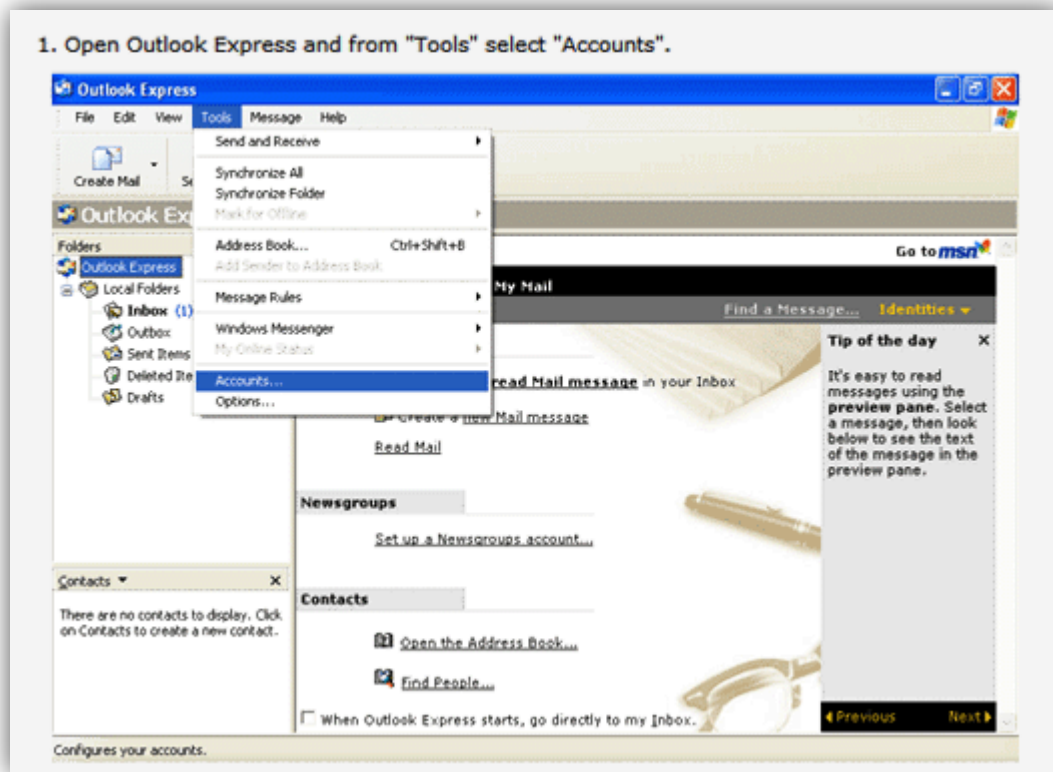 1. Open Outlook Express and from "Tools" select "Accounts".
Outlook Express
File Edit View Tools Message Help
Send and Receive
Create Mail
Synchronize All
Synchronize Folder
Mark for Offline
Outlook
Address Book... Ctrl+Shift+B
Add Sender to Address Book
Message Rules
Windows Messenger
My Online Status
Accounts...
Options...
Folders
Outlook Express
Local Folders
Inbox (1)
Outbox
Sent Items
Deleted Ite
Drafts
Go to msn
My Mail
Find a Message... Identities
read Mail message in your Inbox
Create a new Mail message
Read Mail
Newsgroups
Set up a Newsgroups account...
Contacts
Open the Address Book...
Find People...
When Outlook Express starts, go directly to my Inbox.
Tip of the day
It's easy to read
messages using the
preview pane. Select
a message, then look
below to see the text
of the message in the
preview pane.
Previous Next
Contacts
There are no contacts to display. Click
on Contacts to create a new contact.
Configures your accounts.